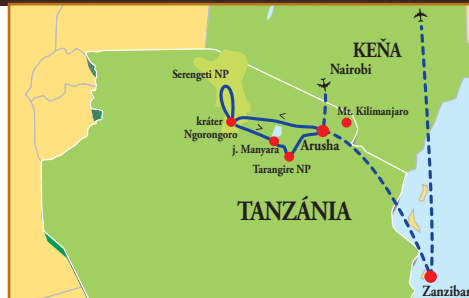 KEŇA
Nairobi
Serengeti NP
Mt. Kilimanjaro
kráter
Ngorongoro
Arusha
j. Manyara
Tarangire NP
TANZÁNIA
Zanzibar